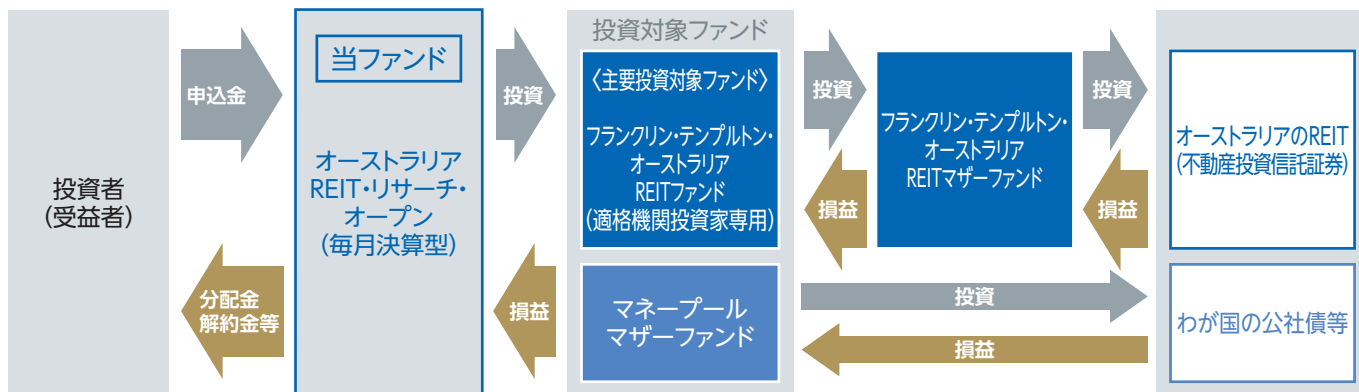 投資者
(受益者)
申込金
分配金
解約金等
当ファンド
オーストラリア
REIT・リサーチ・
オープン
(毎月決算型)
投資
損益
投資対象ファンド
〈主要投資対象ファンド〉
フランクリン・テンプルトン・
オーストラリア
REITファンド
(適格機関投資家専用)
マネープール
マザーファンド
投資
損益
フランクリン・テンプルトン・
オーストラリア
REITマザーファンド
投資
損益
投資
損益
オーストラリアのREIT
(不動産投資信託証券)
わが国の公社債等